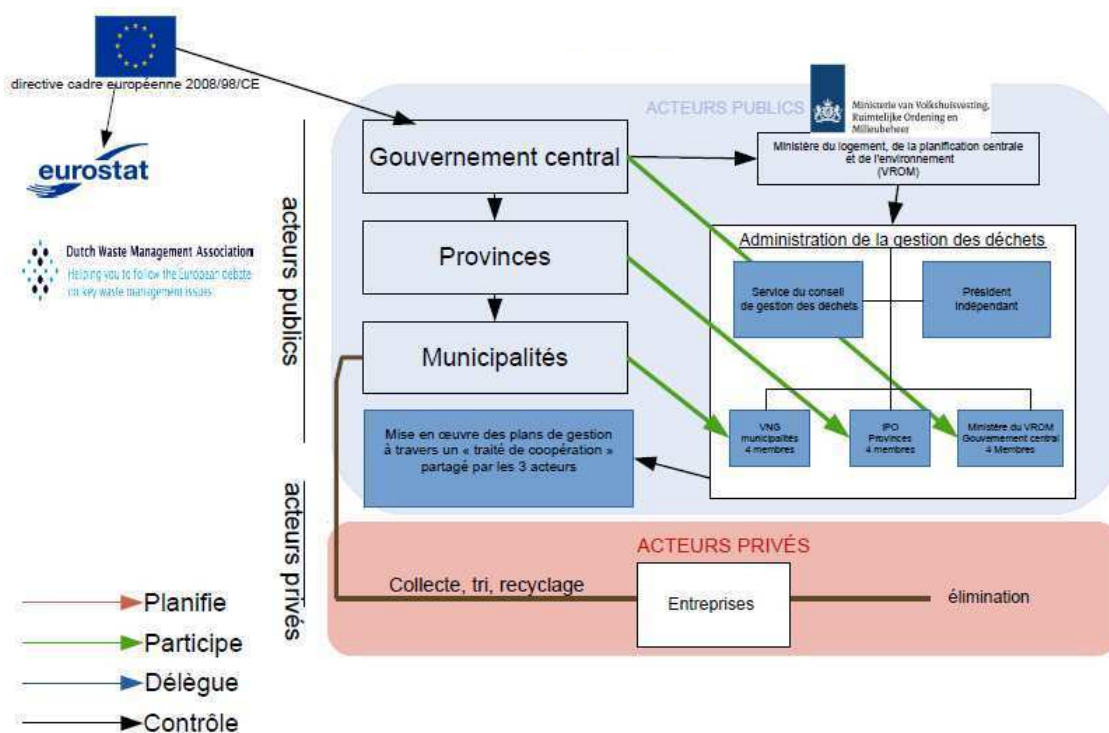 directive cadre européenne 2008/98/CE
eurostat
Dutch Waste Management Association
Helping you to follow the European debate
on key waste management issues
acteurs publics
acteurs privés
ACTEURS PUBLICS
Ministerie van Volkshuisvesting,
Ruimtelijke Ordening en
Milieubeheer
Gouvernement central
Ministère du logement, de la planification centrale
et de l'environnement
(VROM)
Provinces
Administration de la gestion des déchets
Service du conseil
de gestion des déchets
Président
Indépendant
Municipalités
VNG
municipalités
4 membres
IPO
Provinces
4 membres
Ministère du VROM
Gouvernement central
4 Membres
Mise en œuvre des plans de gestion
à travers un « traité de coopération »
partagé par les 3 acteurs
ACTEURS PRIVÉS
Collecte, tri, recyclage
Entreprises
élimination
Planifie
Participe
Délègue
Contrôle